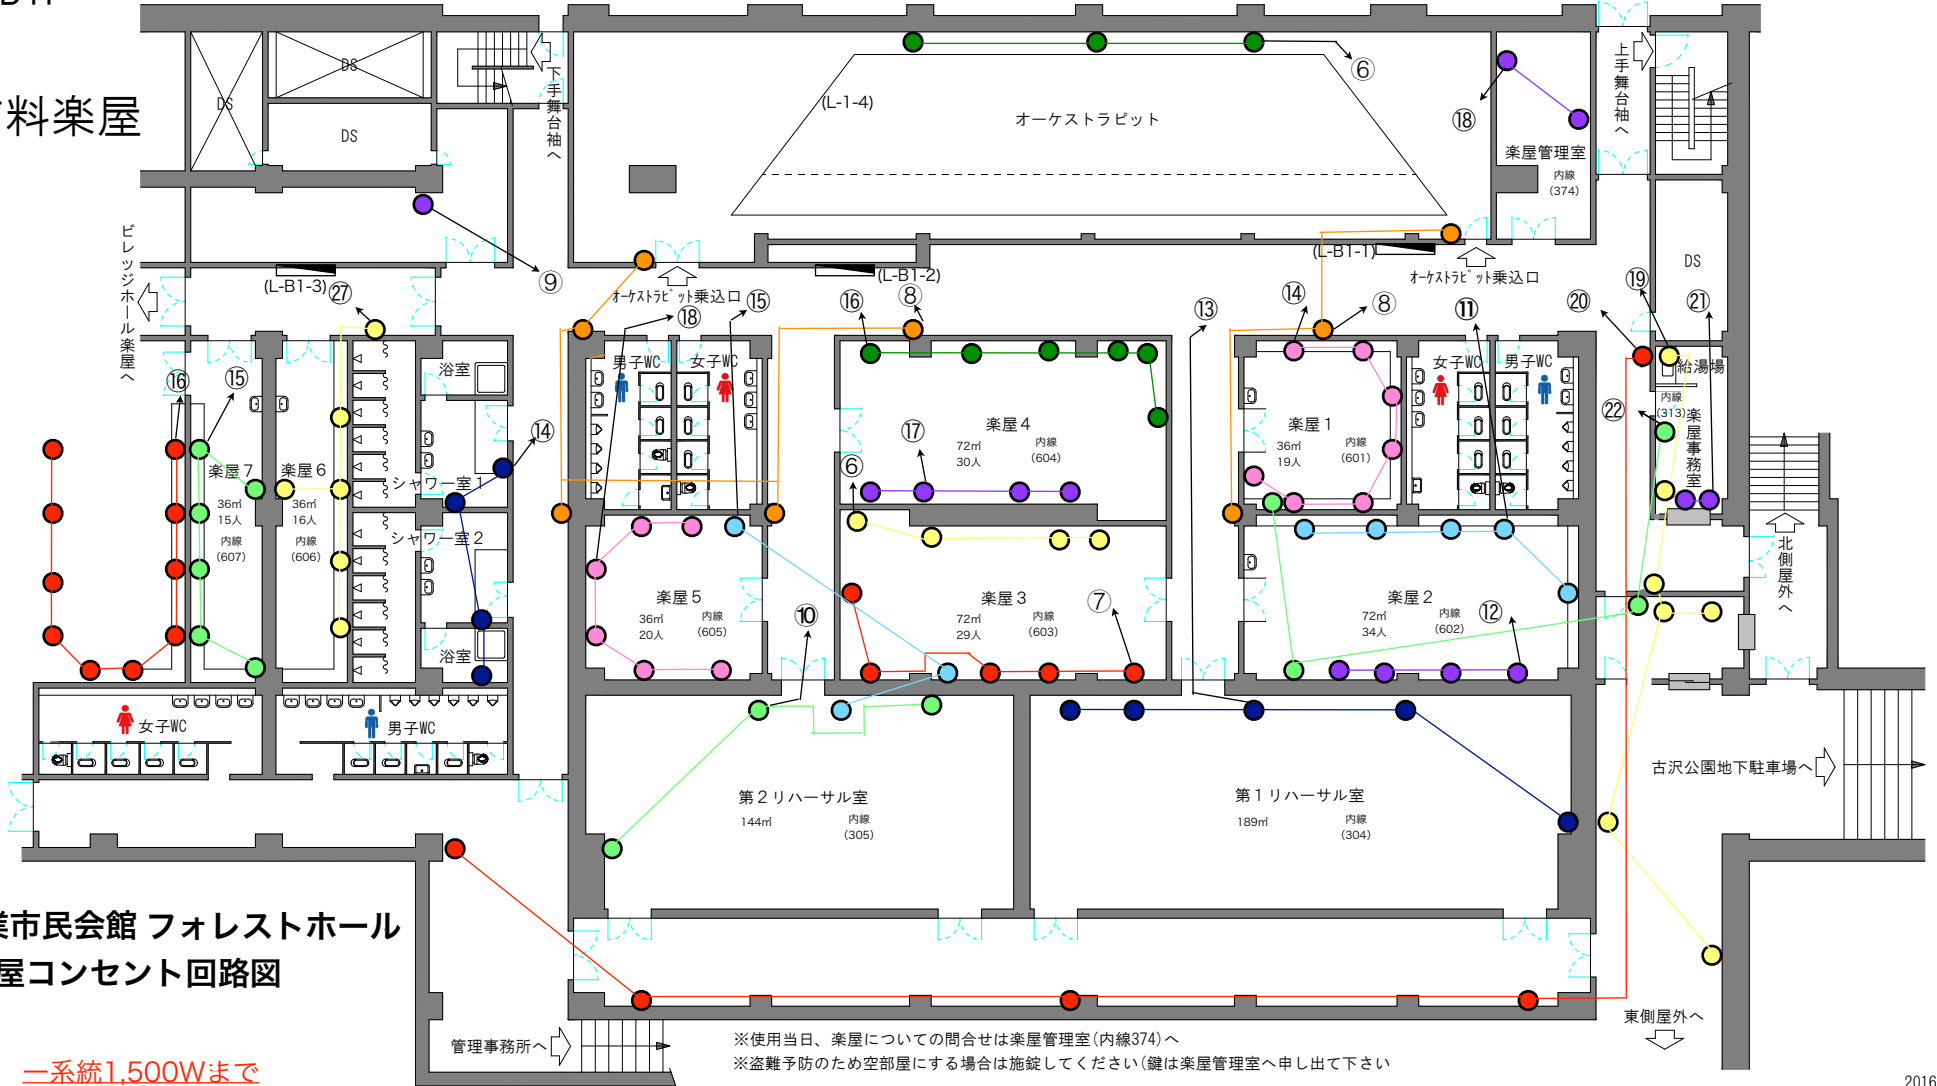 料楽屋
DS
DS
DS
下手舞台袖へ
(L-1-4)
オーケストラピット
⑥
⑱
楽屋管理室
内線
(374)
上手舞台袖へ
ビレッジホール楽屋へ
(L-B1-3)
㉗
⑨
オーケストラピット乗込口
⑱
⑮
(L-B1-2)
⑧
⑯
⑬
⑭
(L-B1-1)
オーケストラピット乗込口
⑧
⑪
⑳
⑲
DS
㉑
給湯場
内線
(313)
楽屋事務室
㉒
⑯
⑮
浴室
⑭
男子WC
女子WC
楽屋4
72㎡
30人
内線
(604)
⑰
⑥
楽屋1
36㎡
19人
内線
(601)
女子WC
男子WC
楽屋7
36㎡
15人
内線
(607)
楽屋6
36㎡
16人
内線
(606)
シャワー室1
シャワー室2
浴室
楽屋5
36㎡
20人
内線
(605)
⑩
楽屋3
72㎡
29人
内線
(603)
⑦
楽屋2
72㎡
34人
内線
(602)
⑫
北側屋外へ
女子WC
男子WC
第2リハーサル室
144㎡
内線
(305)
第1リハーサル室
189㎡
内線
(304)
古沢公園地下駐車場へ
市民会館 フォレストホール
屋コンセント回路図
一系統1,500Wまで
管理事務所へ
※使用当日、楽屋についての問合せは楽屋管理室(内線374)へ
※盗難予防のため空部屋にする場合は施錠してください(鍵は楽屋管理室へ申し出て下さい
東側屋外へ
2016